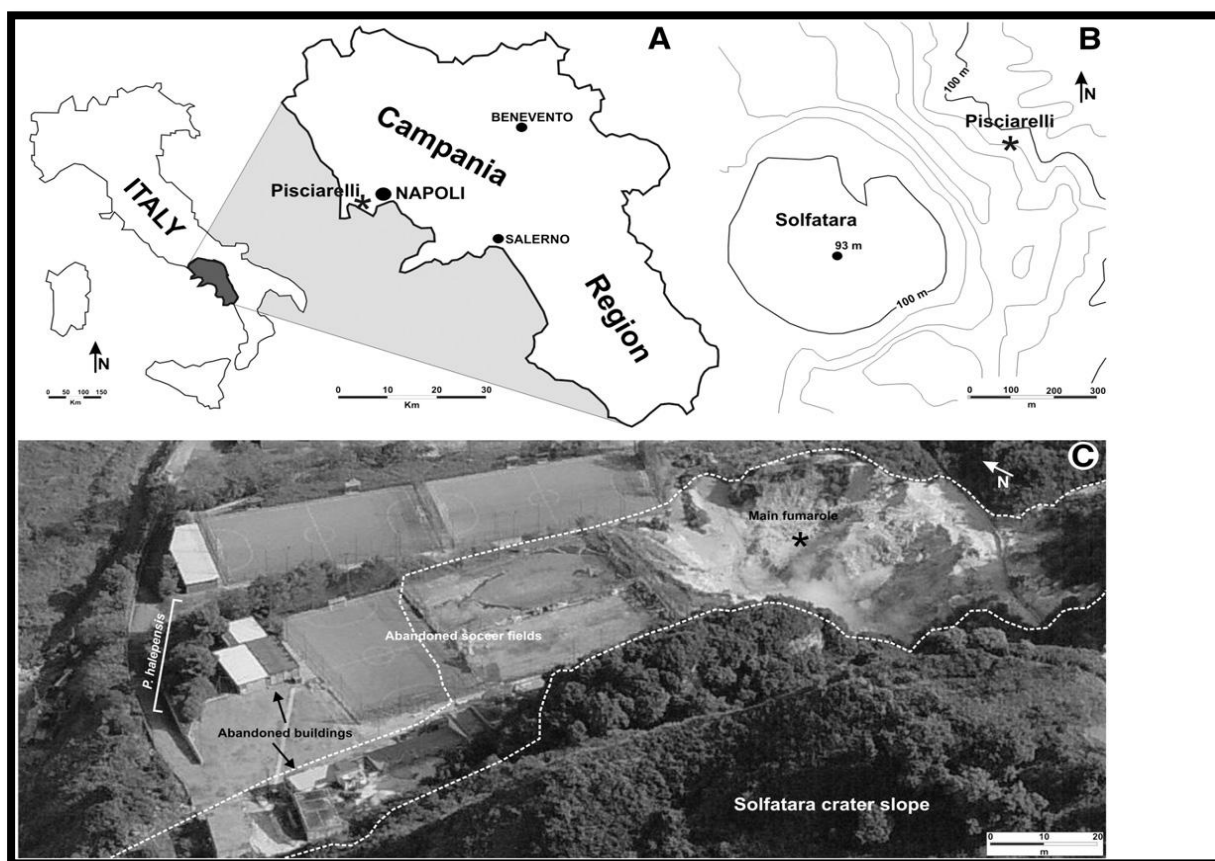 A
Campania
BENEVENTO
Pisciarelli
*
NAPOLI
ITALY
SALERNO
Region
N
0 50 100 150
Km
0 10 20 30
Km
B
100 m
N
Pisciarelli
*
Solfatara
93 m
100 m
0 100 200 300
m
C
N
Main fumarole
*
Abandoned soccer fields
P. halepensis
Abandoned buildings
Solfatara crater slope
0 10 20
m